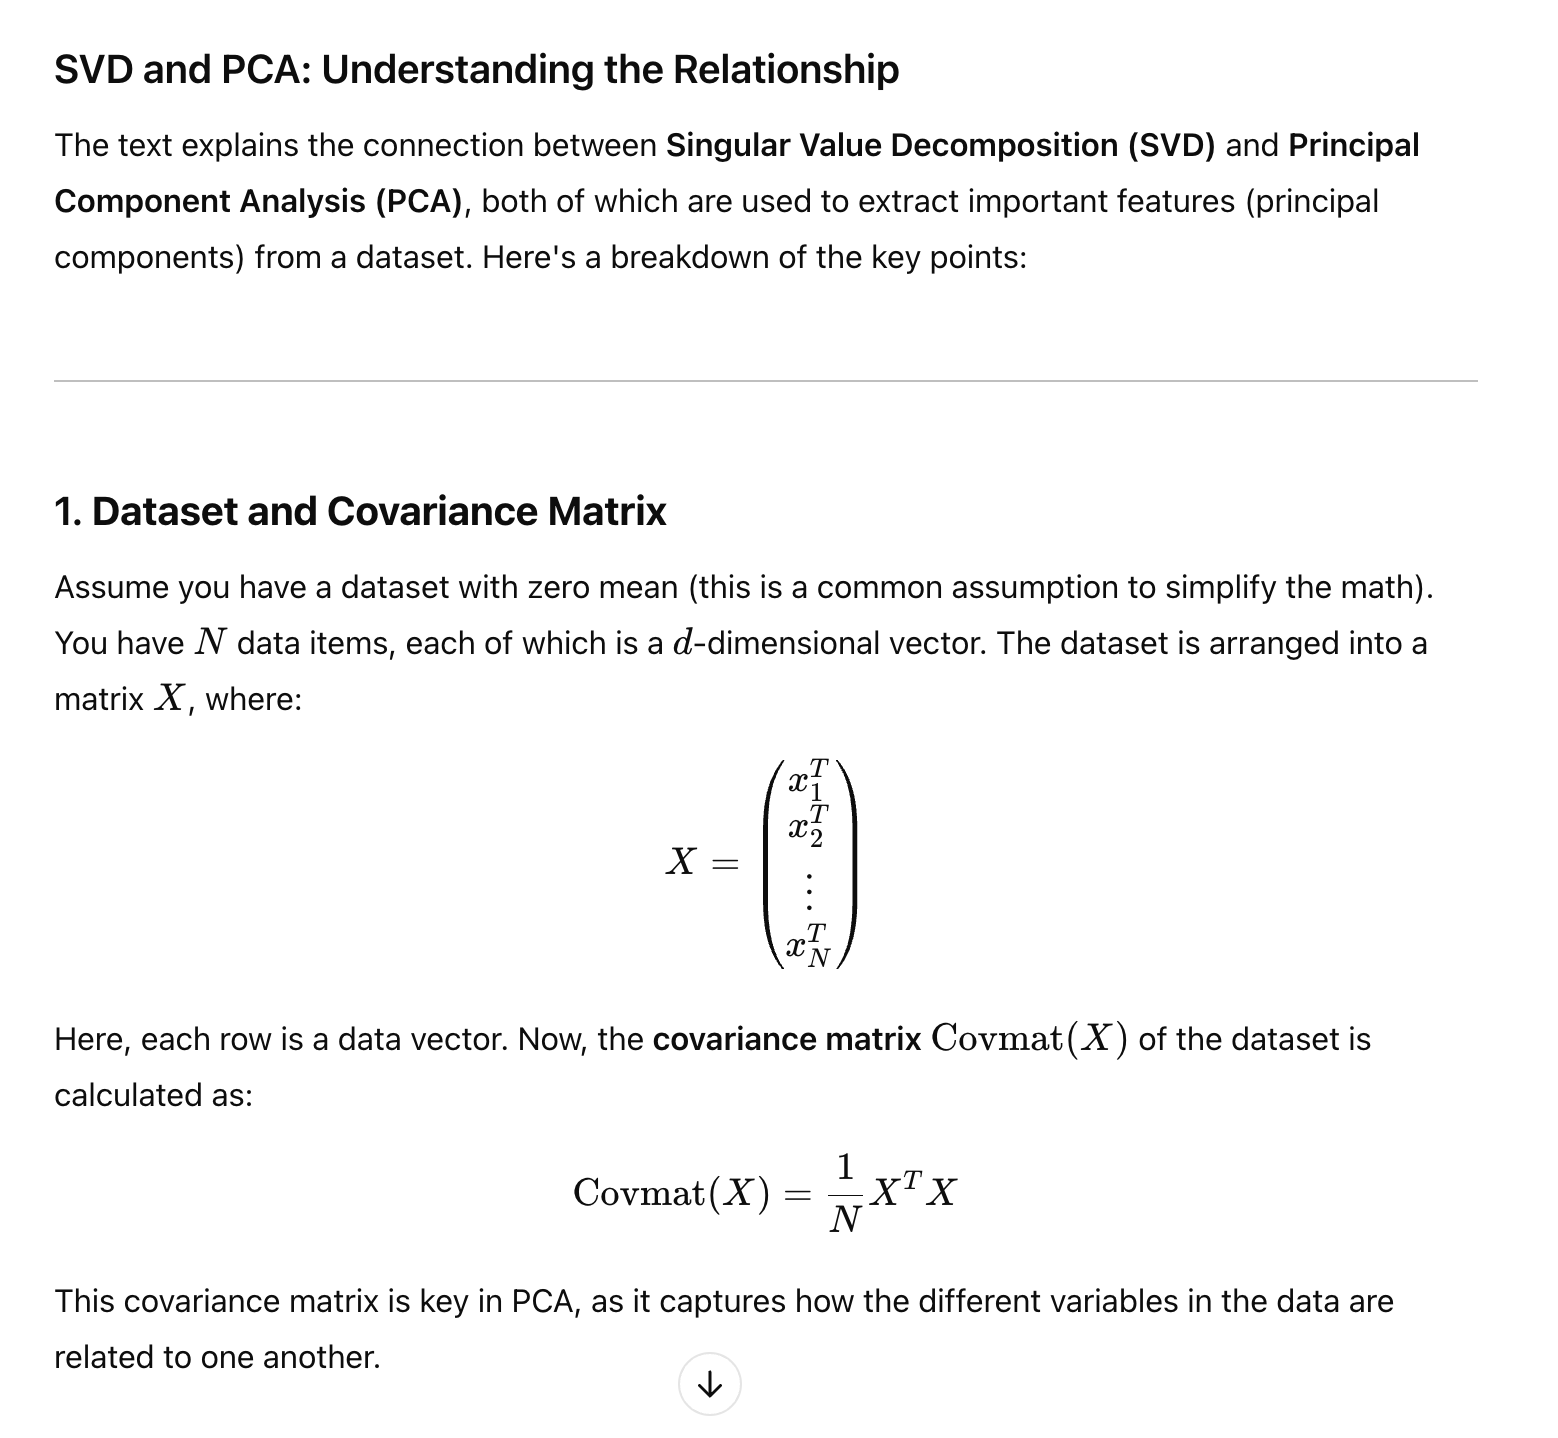 SVD and PCA: Understanding the Relationship
The text explains the connection between Singular Value Decomposition (SVD) and Principal
Component Analysis (PCA), both of which are used to extract important features (principal
components) from a dataset. Here's a breakdown of the key points:
1. Dataset and Covariance Matrix
Assume you have a dataset with zero mean (this is a common assumption to simplify the math).
You have N data items, each of which is a d-dimensional vector. The dataset is arranged into a
matrix X, where:
X = \begin{pmatrix} x_1^T \\ x_2^T \\ \vdots \\ x_N^T \end{pmatrix}
Here, each row is a data vector. Now, the covariance matrix Covmat(X) of the dataset is
calculated as:
Covmat(X) = \frac{1}{N} X^T X
This covariance matrix is key in PCA, as it captures how the different variables in the data are
related to one another.